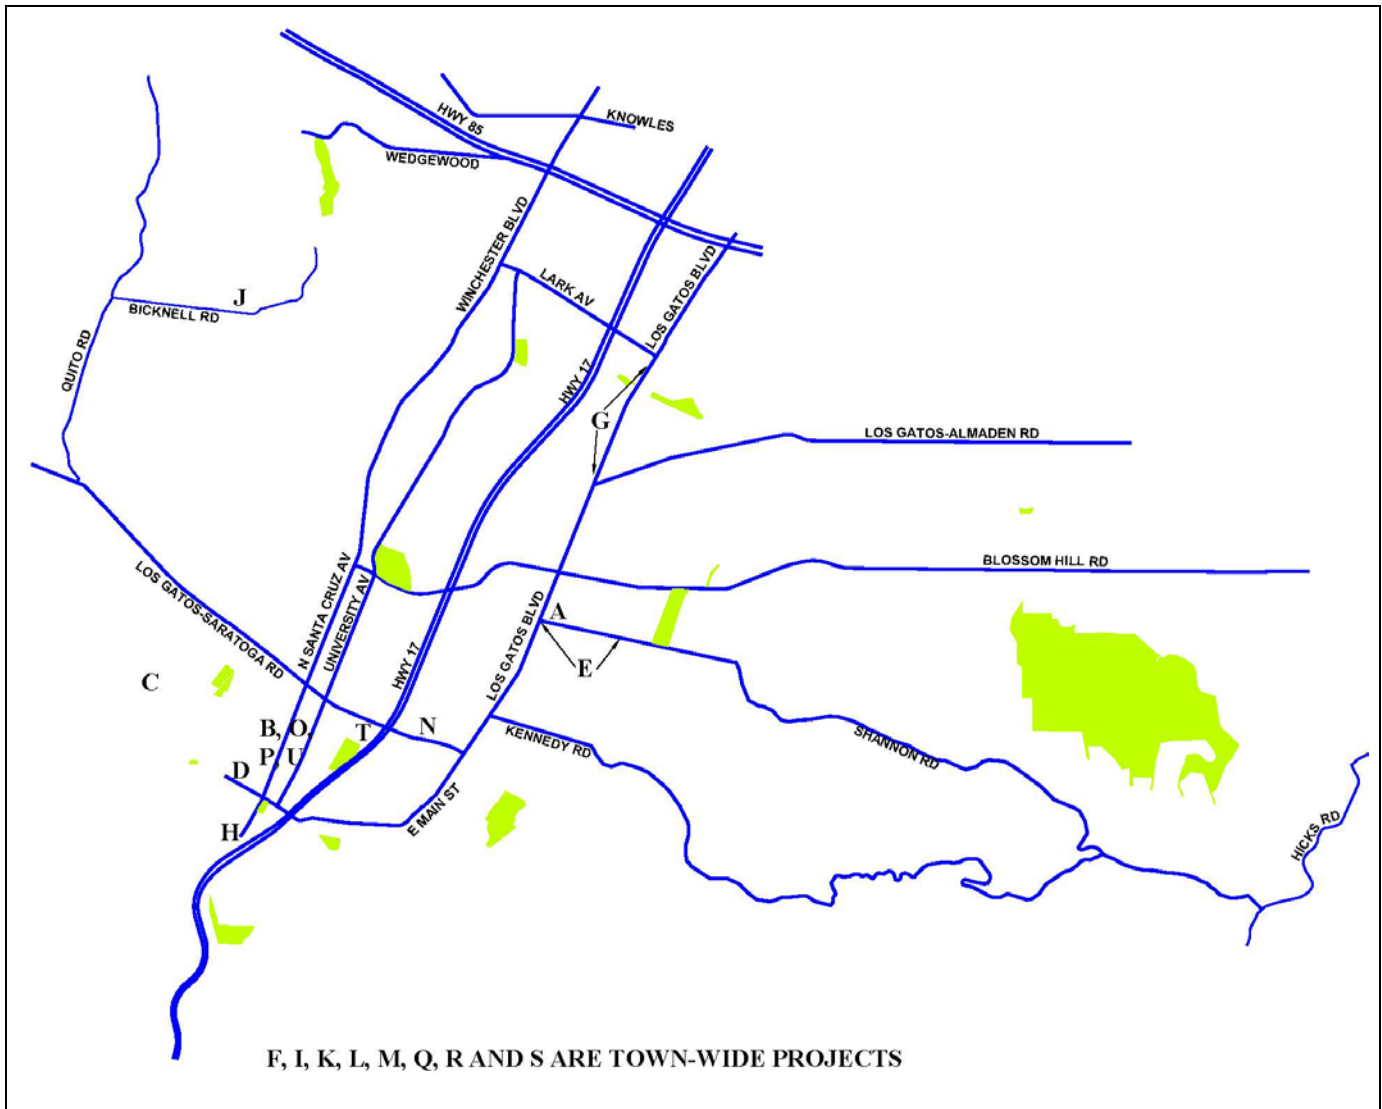 KNOWLES
HWY 85
WEDGEWOOD
WINCHESTER BLVD
LARK AV
LOS GATOS BLVD
J
BICKNELL RD
QUITO RD
HWY 17
G
LOS GATOS-ALMADEN RD
BLOSSOM HILL RD
LOS GATOS-SARATOGA RD
N SANTA CRUZ AV
UNIVERSITY AV
HWY 17
LOS GATOS BLVD
A
E
C
B, O,
P, U
T
N
D
KENNEDY RD
SHANNON RD
E MAIN ST
H
HICKS RD
F, I, K, L, M, Q, R AND S ARE TOWN-WIDE PROJECTS